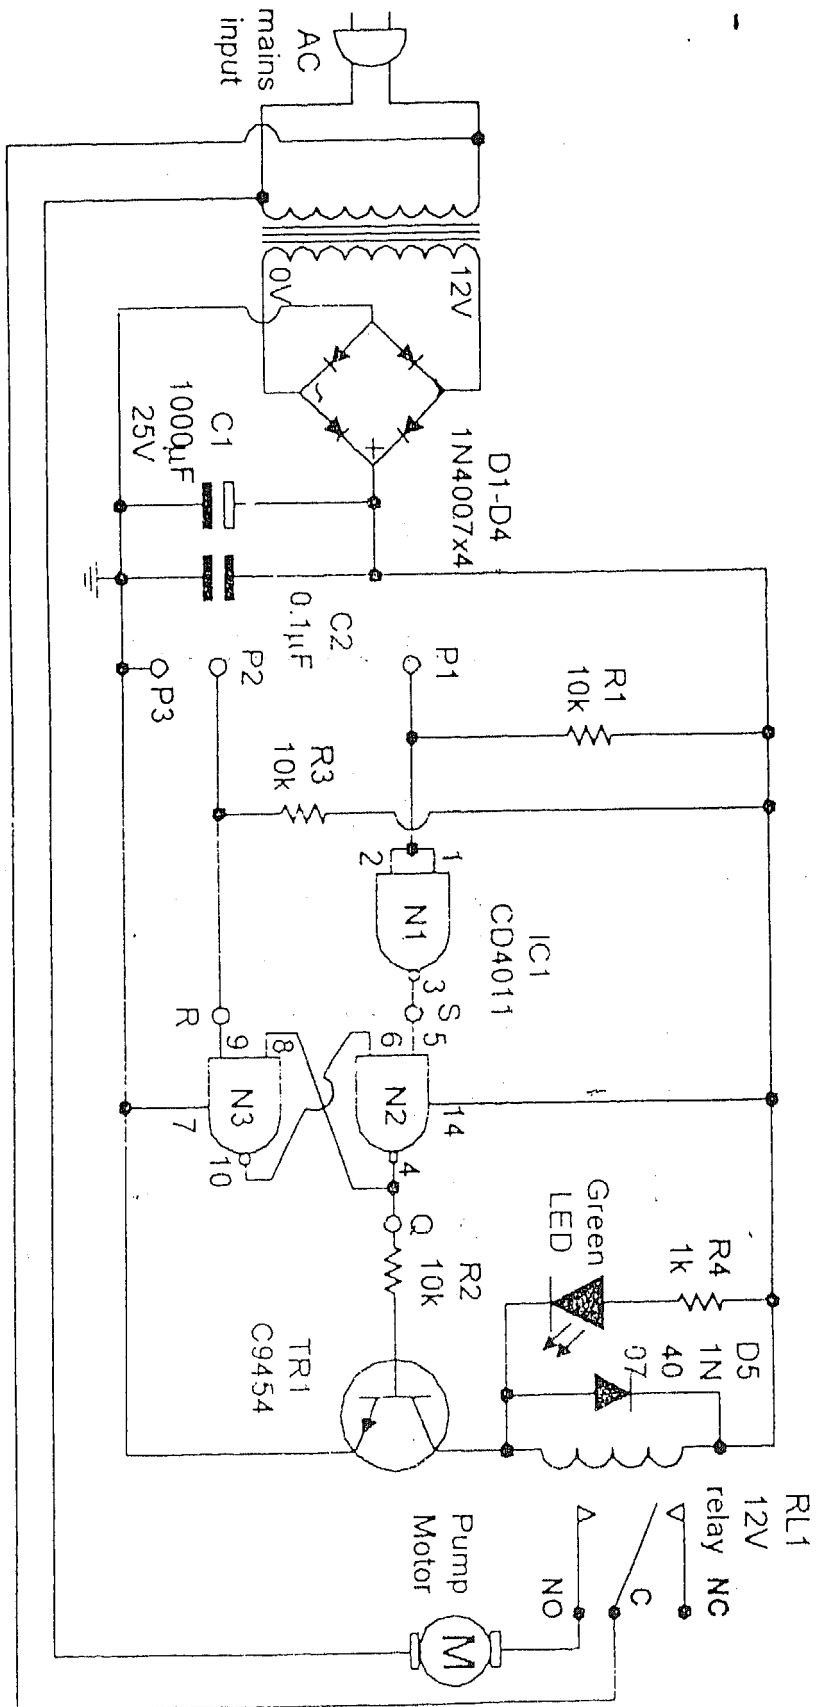 AC
mains
input
12V
0V
D1-D4
1N4007x4
C1
1000µF
25V
C2
0.1µF
P1
P2
P3
R1
10k
R3
10k
1
2
N1
3
IC1
CD4011
S
5
6
N2
14
4
R
9
8
N3
7
10
Q
R2
10k
TR1
C9454
Green
LED
R4
1k
D5
1N
40
07
RL1
12V
relay
NC
C
NO
Pump
Motor
M